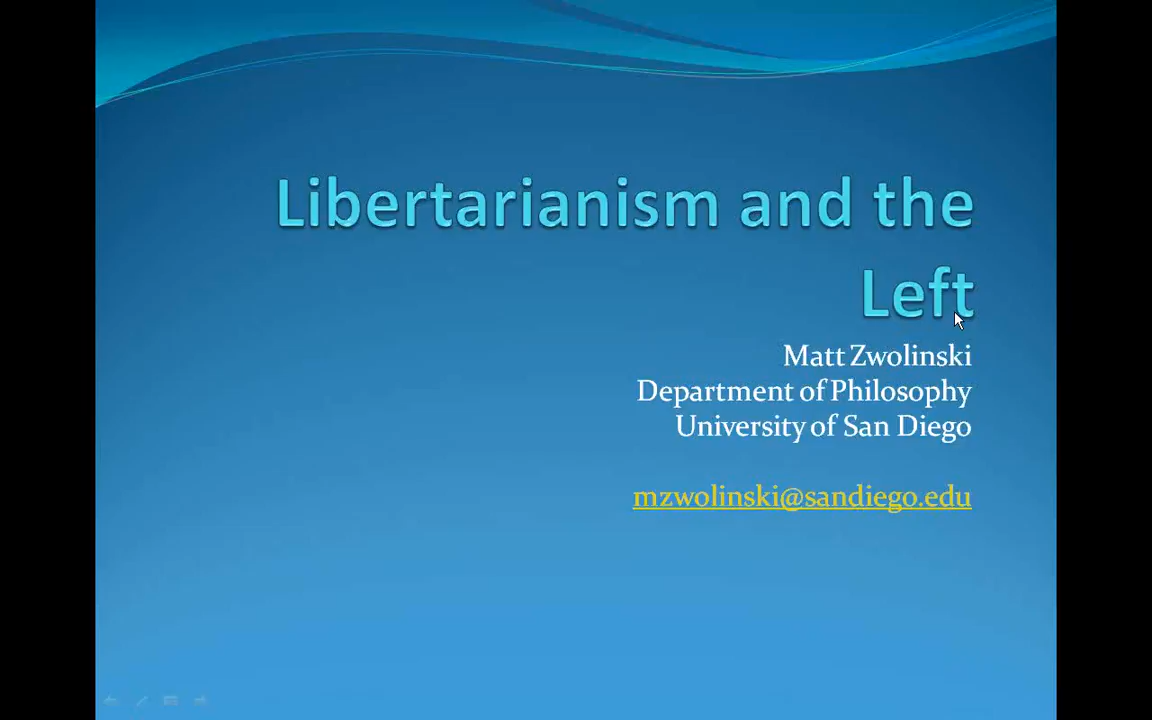 Libertarianism and the
Left
Matt Zwolinski
Department of Philosophy
University of San Diego
mzwolinski@sandiego.edu